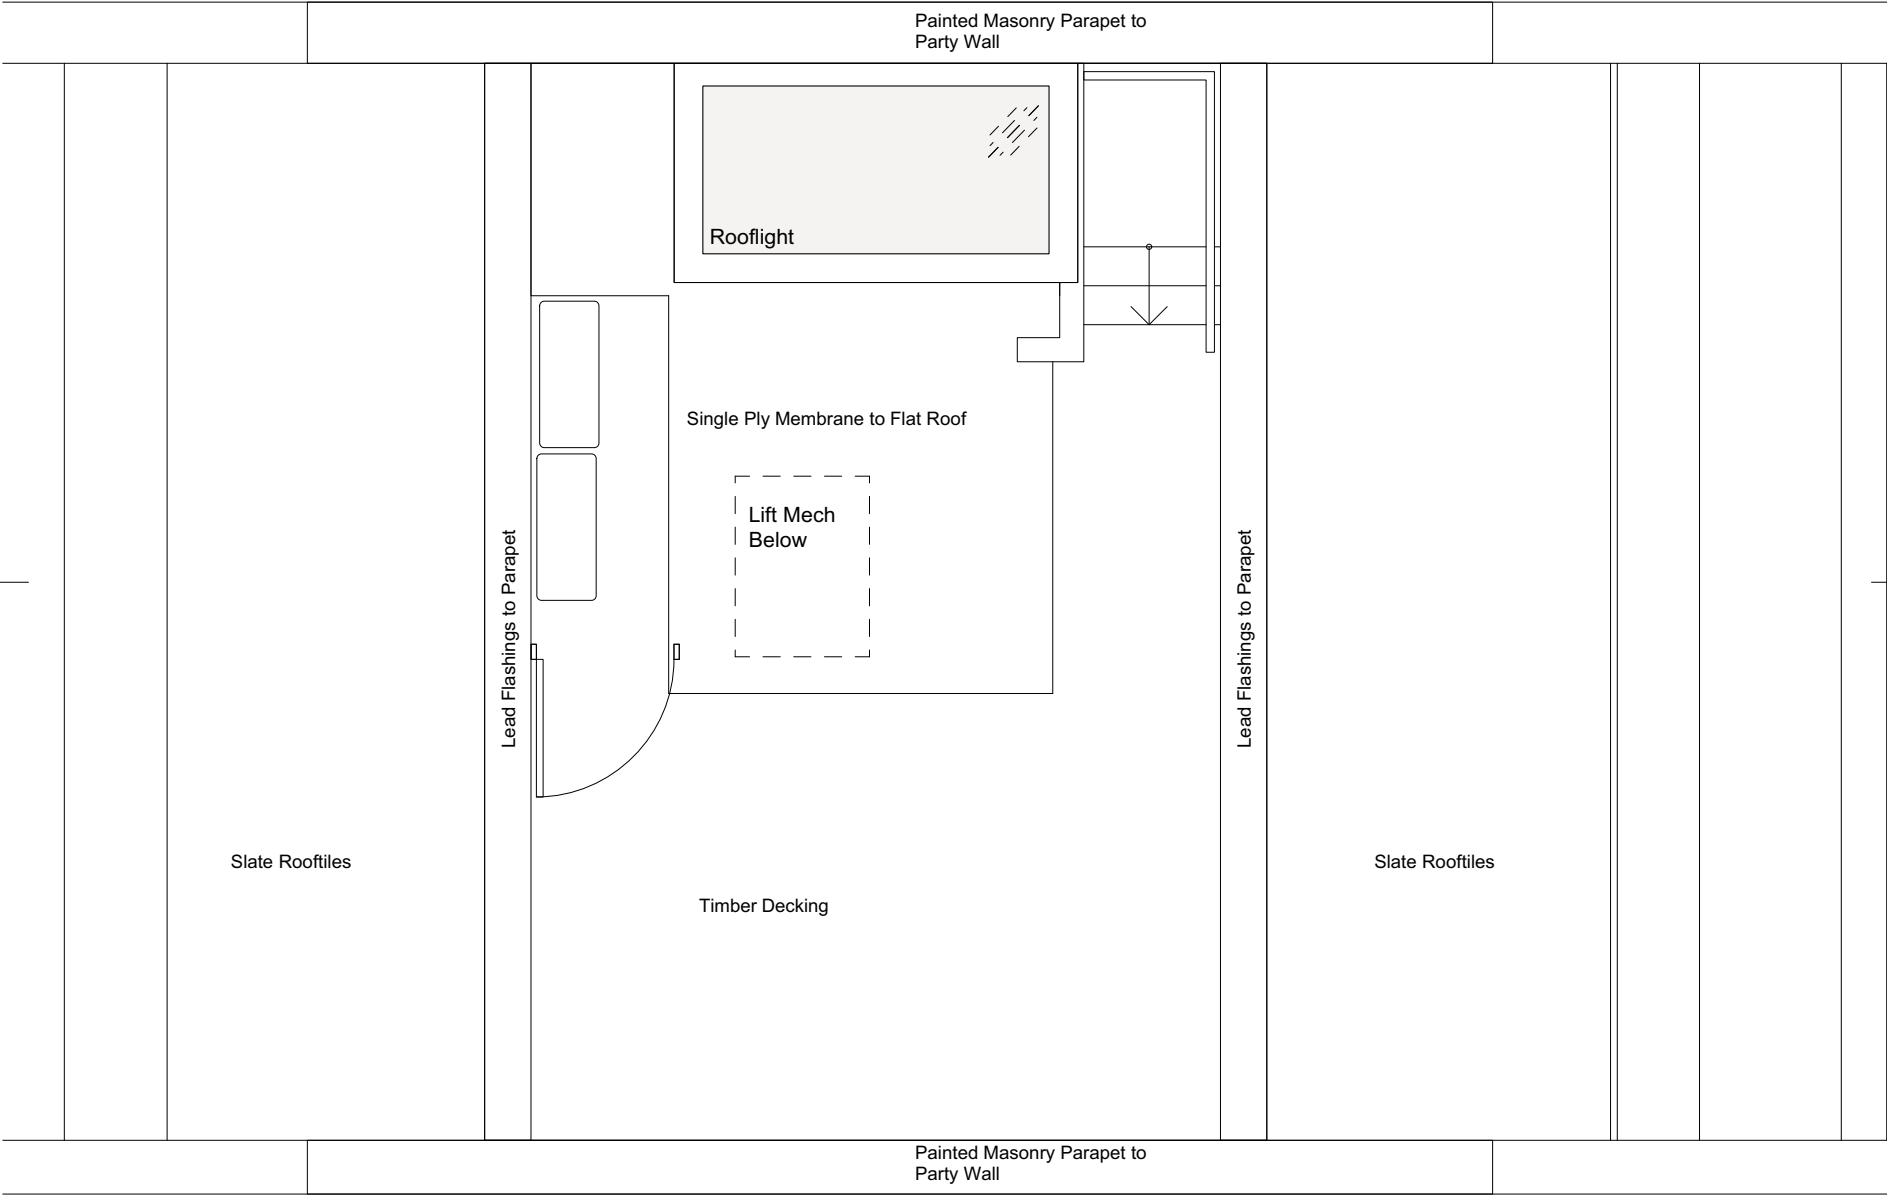 Painted Masonry Parapet to
Party Wall
Rooflight
Single Ply Membrane to Flat Roof
Lift Mech
Below
Lead Flashings to Parapet
Lead Flashings to Parapet
Slate Rooftiles
Slate Rooftiles
Timber Decking
Painted Masonry Parapet to
Party Wall